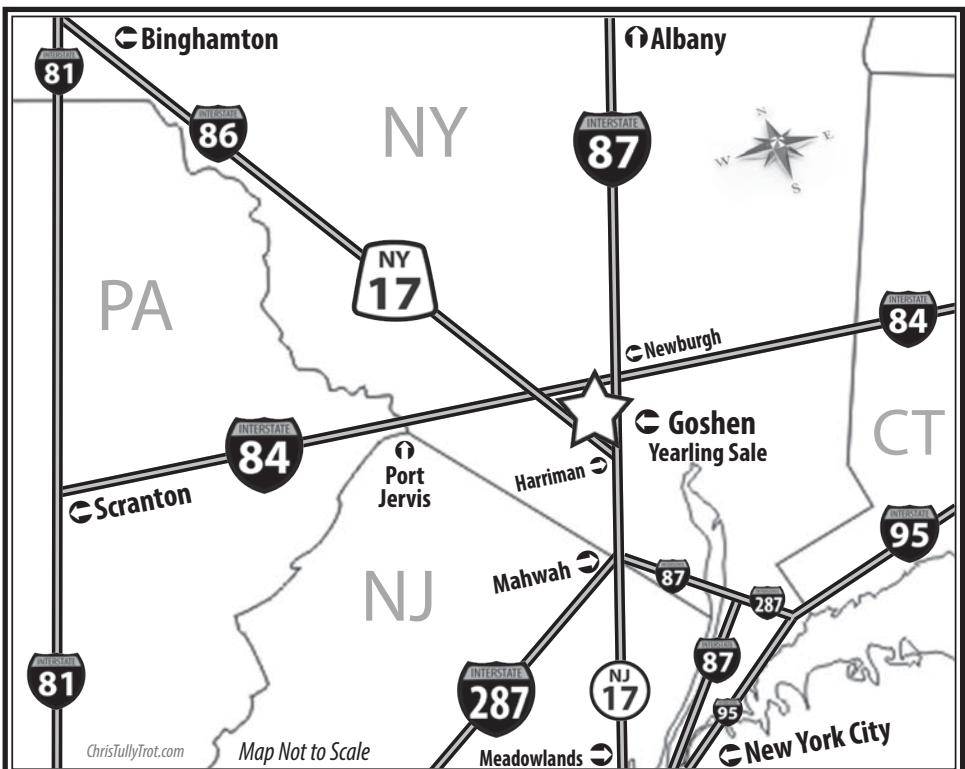 Binghamton
Albany
INTERSTATE
81
INTERSTATE
86
NY
INTERSTATE
87
N
E
W
S
NY
17
PA
INTERSTATE
84
Newburgh
Goshen
Yearling Sale
CT
INTERSTATE
84
Port
Jervis
Harriman
Scranton
INTERSTATE
95
Mahwah
87
287
NJ
INTERSTATE
87
INTERSTATE
81
INTERSTATE
287
NJ
17
95
New York City
ChrisTullyTrot.com
Map Not to Scale
Meadowlands